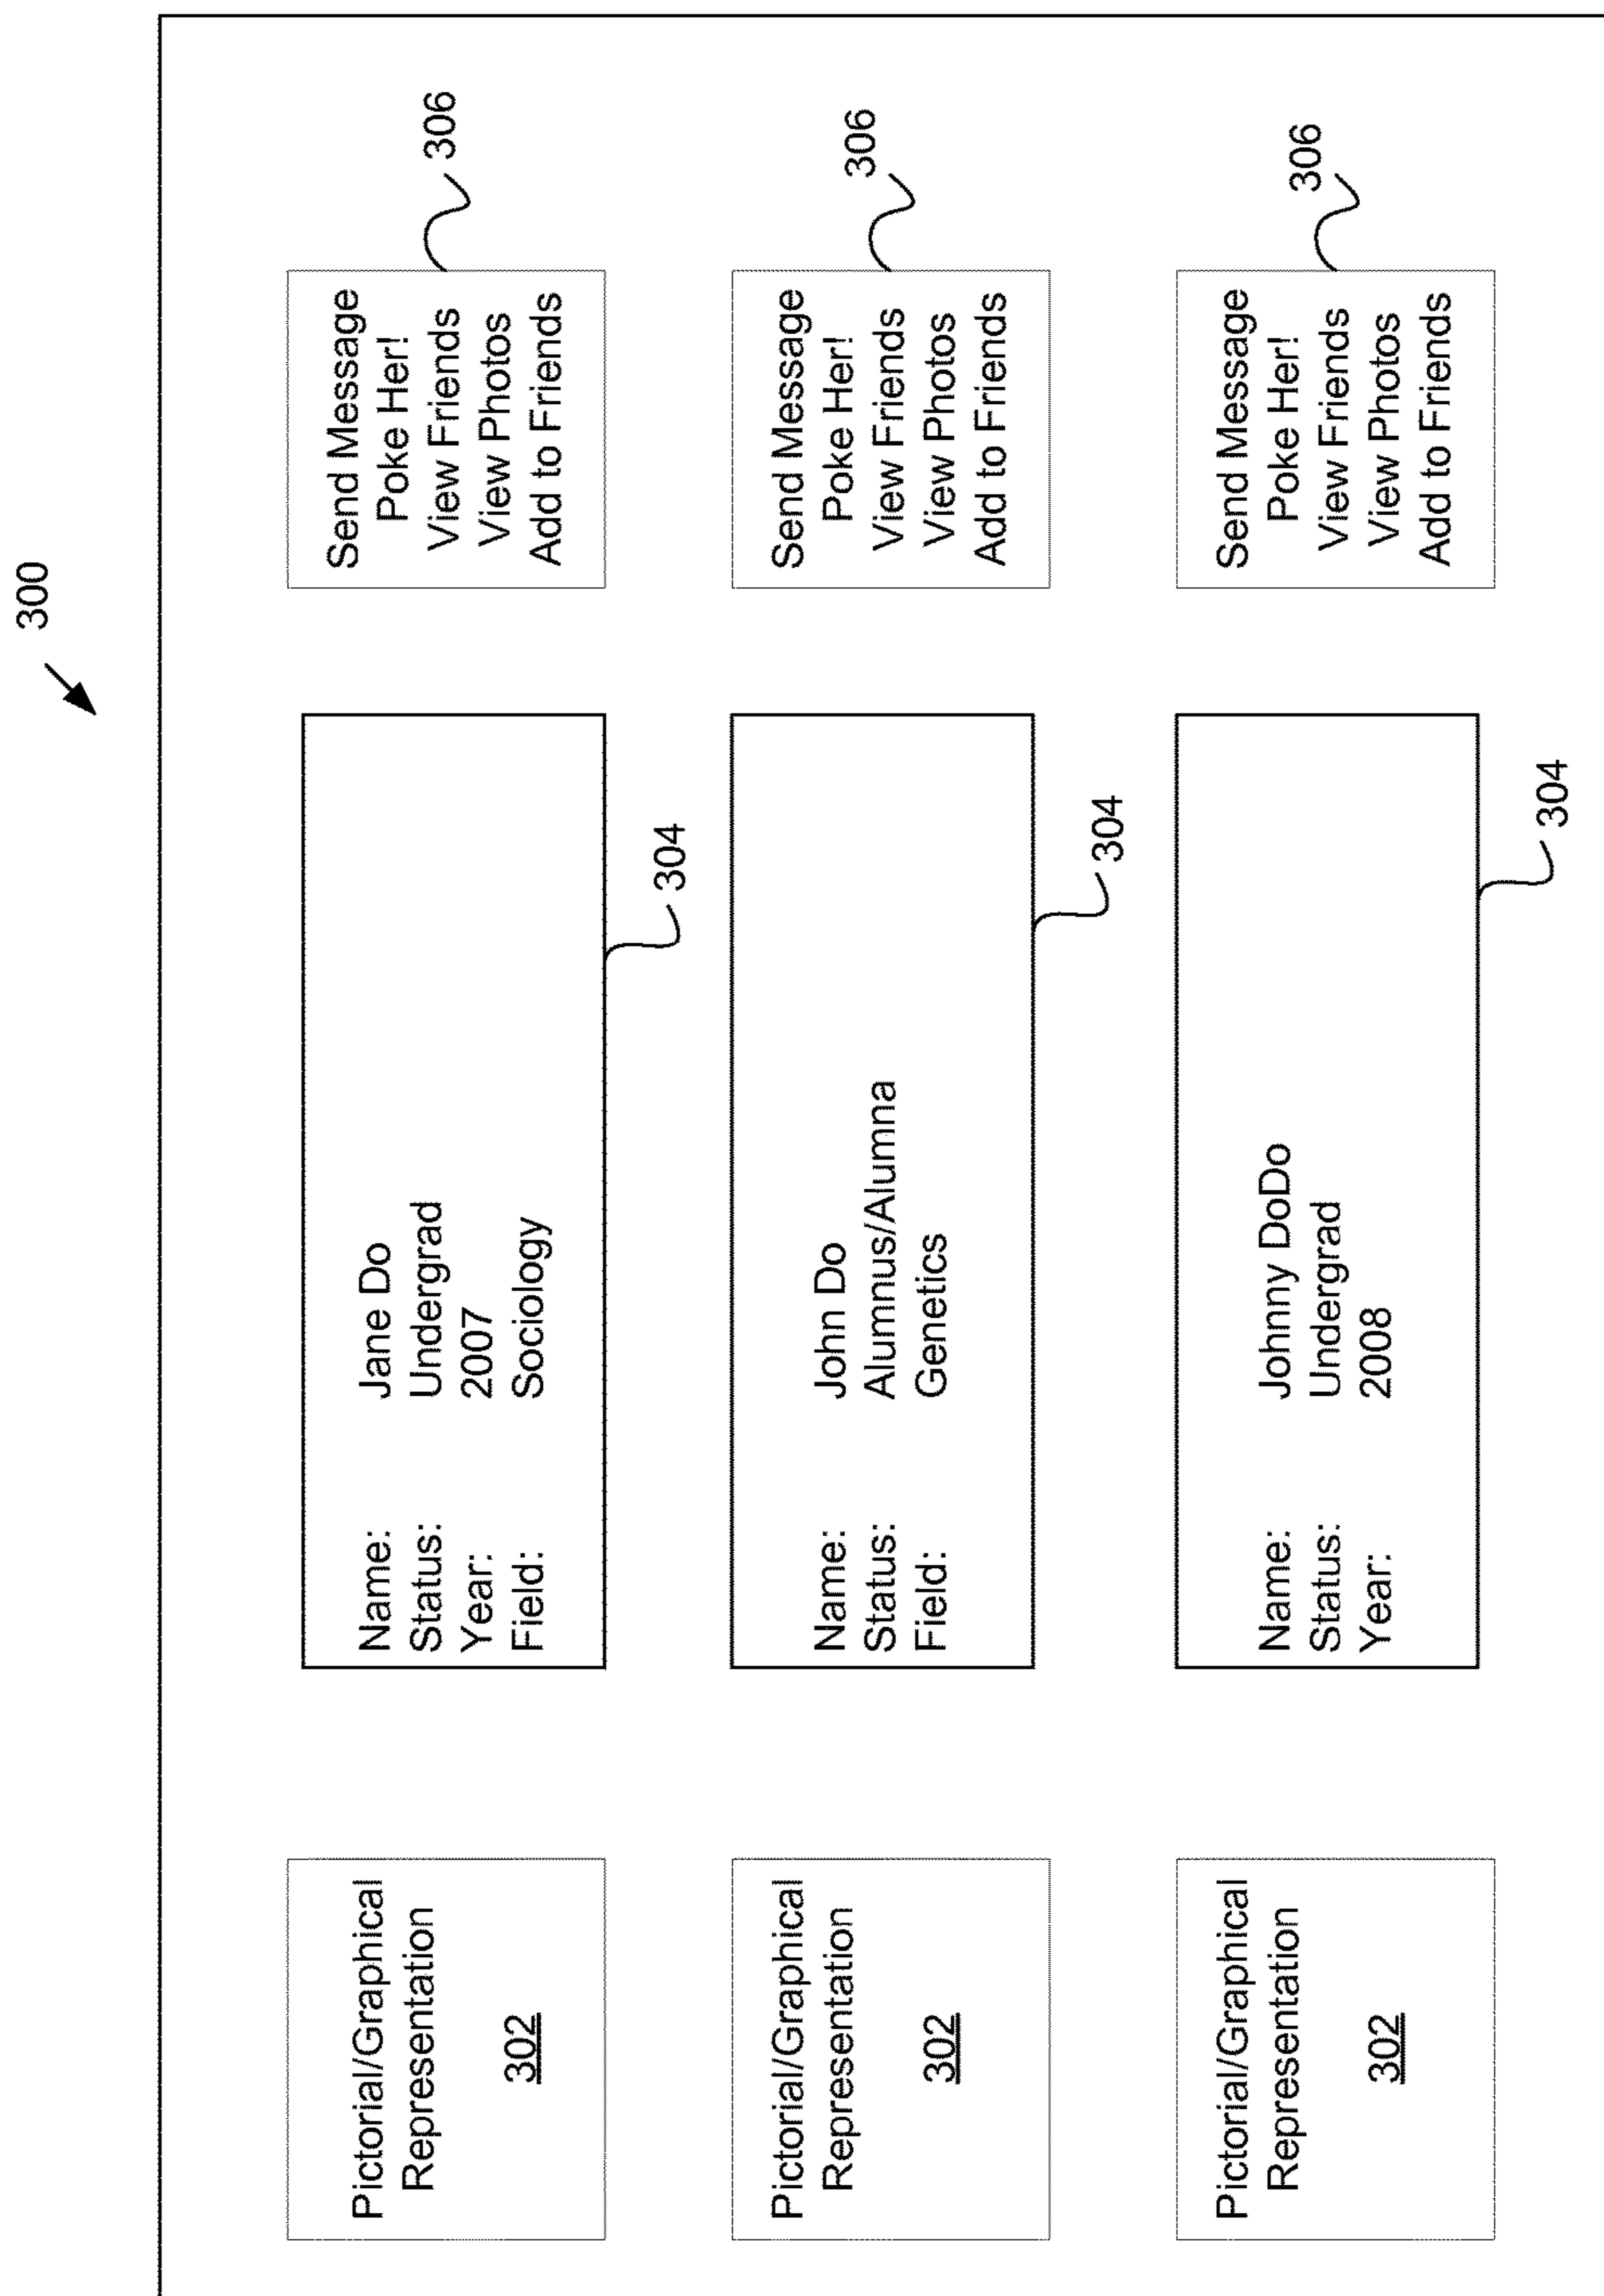 300
Pictorial/Graphical
Representation
302
Name: Jane Do
Status: Undergrad
Year: 2007
Field: Sociology
304
Send Message
Poke Her!
View Friends
View Photos
Add to Friends
306
Pictorial/Graphical
Representation
302
Name: John Do
Status: Alumnus/Alumna
Field: Genetics
304
Send Message
Poke Her!
View Friends
View Photos
Add to Friends
306
Pictorial/Graphical
Representation
302
Name: Johnny DoDo
Status: Undergrad
Year: 2008
304
Send Message
Poke Her!
View Friends
View Photos
Add to Friends
306